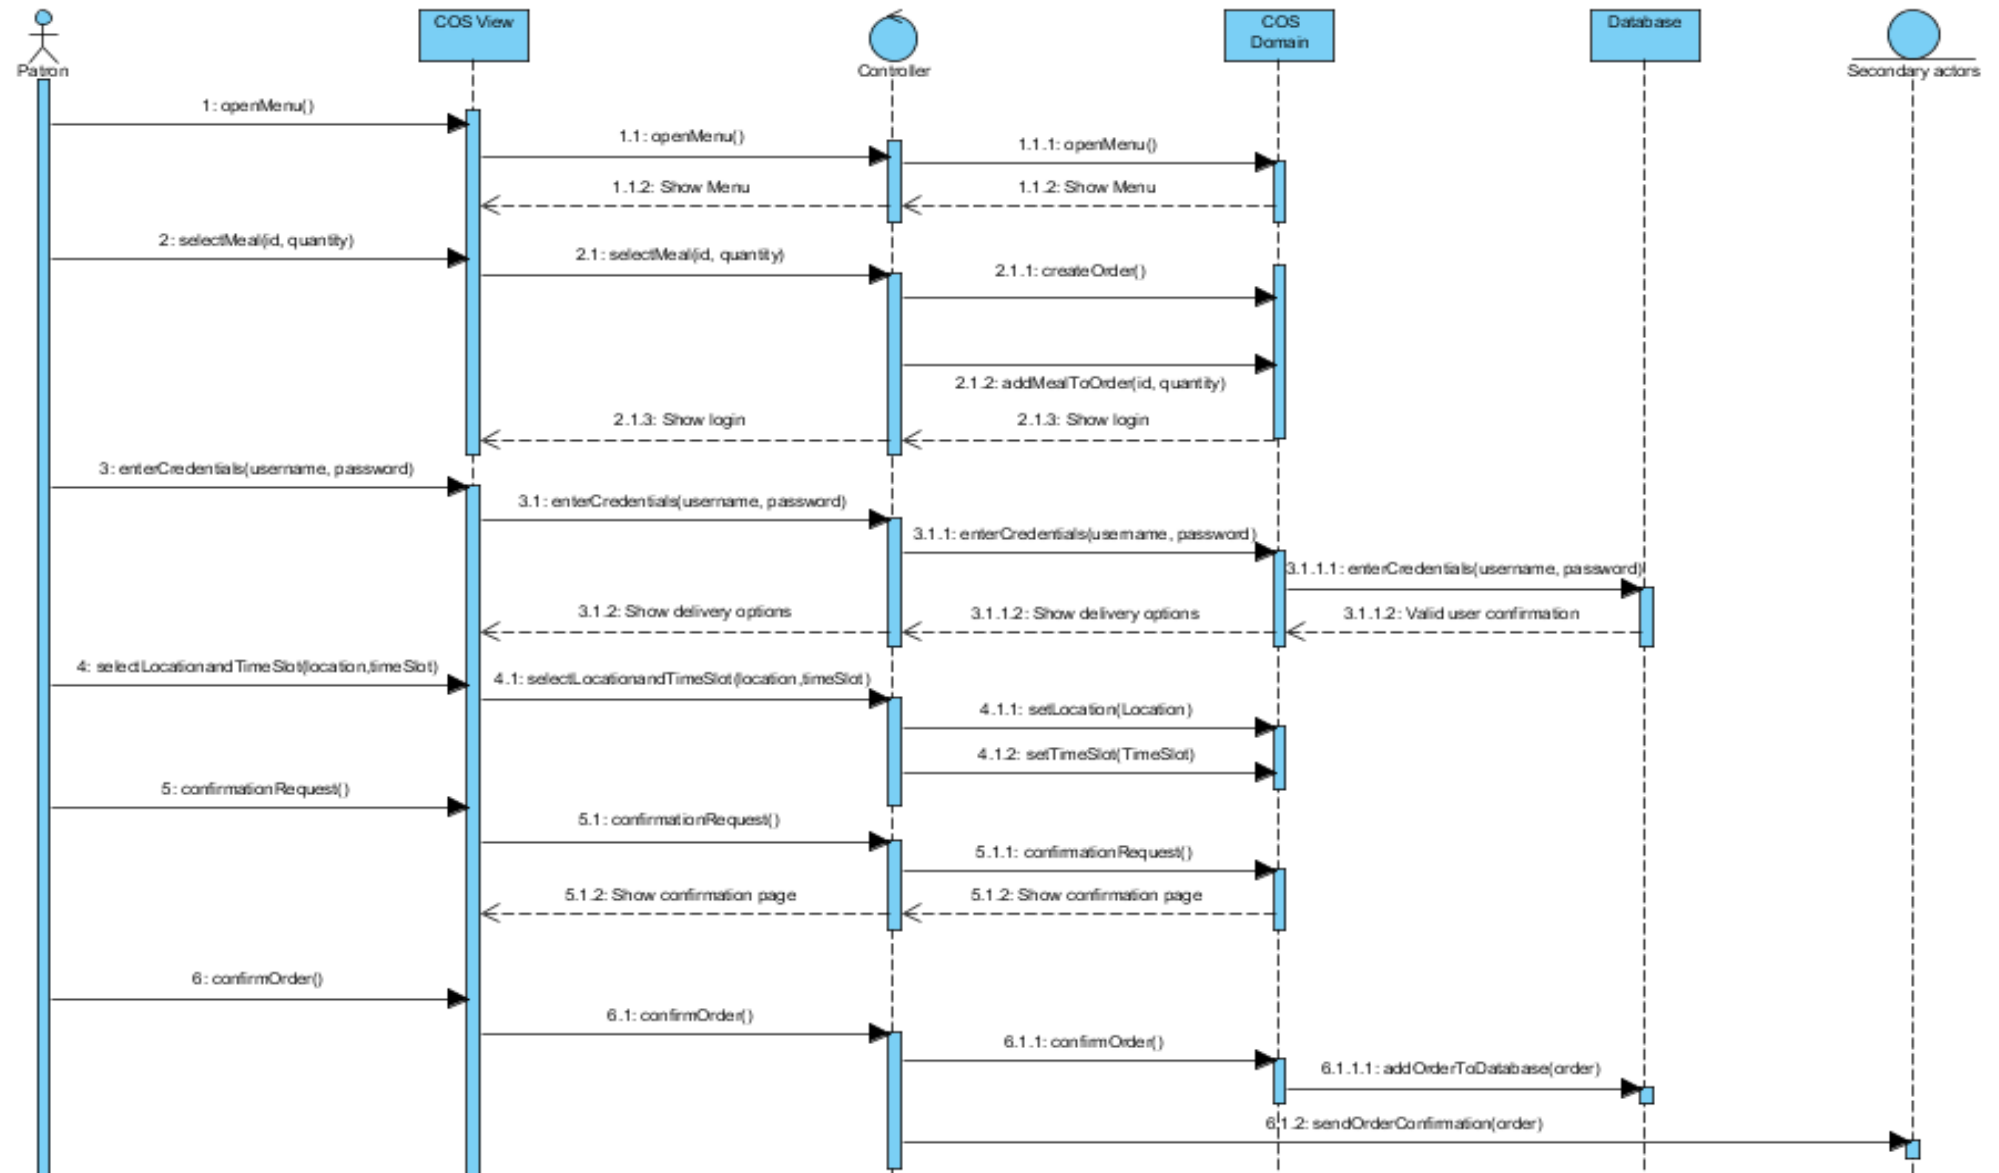 COS View
COS
Domain
Database
Patron
Controller
Secondary actors
1: openMenu()
1.1: openMenu()
1.1.1: openMenu()
1.1.2: Show Menu
1.1.2: Show Menu
2: selectMeal(id, quantity)
2.1: selectMeal(id, quantity)
2.1.1: createOrder()
2.1.2: addMealToOrder(id, quantity)
2.1.3: Show login
2.1.3: Show login
3: enterCredentials(username, password)
3.1: enterCredentials(username, password)
3.1.1: enterCredentials(username, password)
3.1.1.1: enterCredentials(username, password)
3.1.2: Show delivery options
3.1.1.2: Show delivery options
3.1.1.2: Valid user confirmation
4: selectLocationandTimeSlot(location,timeSlot)
4.1: selectLocationandTimeSlot(location,timeSlot)
4.1.1: setLocation(Location)
4.1.2: setTimeSlot(TimeSlot)
5: confirmationRequest()
5.1: confirmationRequest()
5.1.1: confirmationRequest()
5.1.2: Show confirmation page
5.1.2: Show confirmation page
6: confirmOrder()
6.1: confirmOrder()
6.1.1: confirmOrder()
6.1.1.1: addOrderToDatabase(order)
6.1.2: sendOrderConfirmation(order)